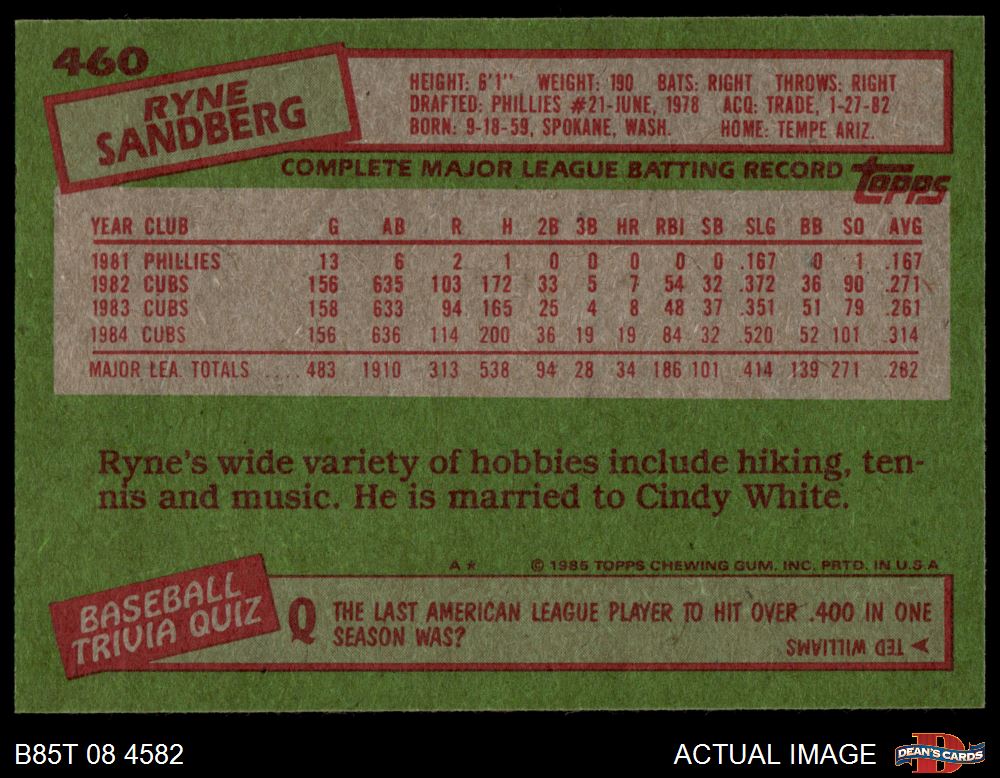 460
RYNE
SANDBERG
HEIGHT: 6'1'' WEIGHT: 190 BATS: RIGHT THROWS: RIGHT
DRAFTED: PHILLIES #21-JUNE, 1978 ACQ: TRADE, 1-27-82
BORN: 9-18-59, SPOKANE, WASH. HOME: TEMPE ARIZ.
COMPLETE MAJOR LEAGUE BATTING RECORD
Topps
YEAR CLUB G AB R H 2B 3B HR RBI SB SLG BB SO AVG
1981 PHILLIES 13 6 2 1 0 0 0 0 0 .167 0 1 .167
1982 CUBS 156 635 103 172 33 5 7 54 32 .372 36 90 .271
1983 CUBS 158 633 94 165 25 4 8 48 37 .351 51 79 .261
1984 CUBS 156 636 114 200 36 19 19 84 32 .520 52 101 .314
MAJOR LEA. TOTALS ..... 483 1910 313 538 94 28 34 186 101 .414 139 271 .282
Ryne's wide variety of hobbies include hiking, ten-
nis and music. He is married to Cindy White.
A* © 1985 TOPPS CHEWING GUM, INC. PRTD. IN U.S.A
BASEBALL
TRIVIA QUIZ
Q THE LAST AMERICAN LEAGUE PLAYER TO HIT OVER .400 IN ONE
SEASON WAS?
TED WILLIAMS
B85T 08 4582
ACTUAL IMAGE
D
DEAN'S CARDS